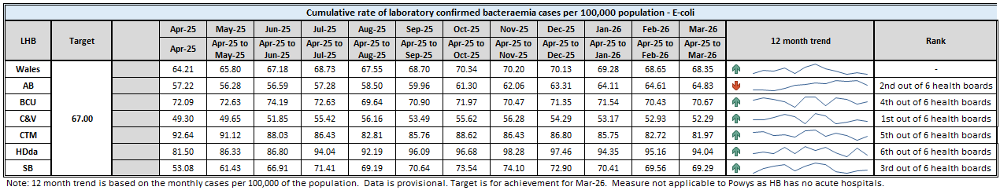 Cumulative rate of laboratory confirmed bacteraemia cases per 100,000 population - E-coli
LHB Target Apr-25 May-25 Jun-25 Jul-25 Aug-25 Sep-25 Oct-25 Nov-25 Dec-25 Jan-26 Feb-26 Mar-26 12 month trend Rank
Apr-25 Apr-25 to May-25 Apr-25 to Jun-25 Apr-25 to Jul-25 Apr-25 to Aug-25 Apr-25 to Sep-25 Apr-25 to Oct-25 Apr-25 to Nov-25 Apr-25 to Dec-25 Apr-25 to Jan-26 Apr-25 to Feb-26 Apr-25 to Mar-26
Wales 64.21 65.80 67.18 68.73 67.55 68.70 70.34 70.20 70.13 69.28 68.65 68.35 -
AB 57.22 56.28 56.59 57.28 58.50 59.96 61.30 62.06 63.31 64.11 64.61 64.83 2nd out of 6 health boards
BCU 72.09 72.63 74.19 72.63 69.64 70.90 71.97 70.47 71.35 71.54 70.43 70.67 4th out of 6 health boards
C&V 67.00 49.30 49.65 51.85 55.42 56.16 53.49 55.62 56.28 54.29 53.17 52.93 52.29 1st out of 6 health boards
CTM 92.64 91.12 88.03 86.43 82.81 85.76 88.62 86.43 86.80 85.75 82.72 81.97 5th out of 6 health boards
HDda 81.50 86.33 86.80 94.04 92.19 96.09 96.68 98.28 97.46 94.35 95.16 94.04 6th out of 6 health boards
SB 53.08 61.43 66.91 71.41 69.19 70.64 73.54 74.10 72.90 70.41 69.56 69.29 3rd out of 6 health boards
Note: 12 month trend is based on the monthly cases per 100,000 of the population. Data is provisional. Target is for achievement for Mar-26. Measure not applicable to Powys as HB has no acute hospitals.